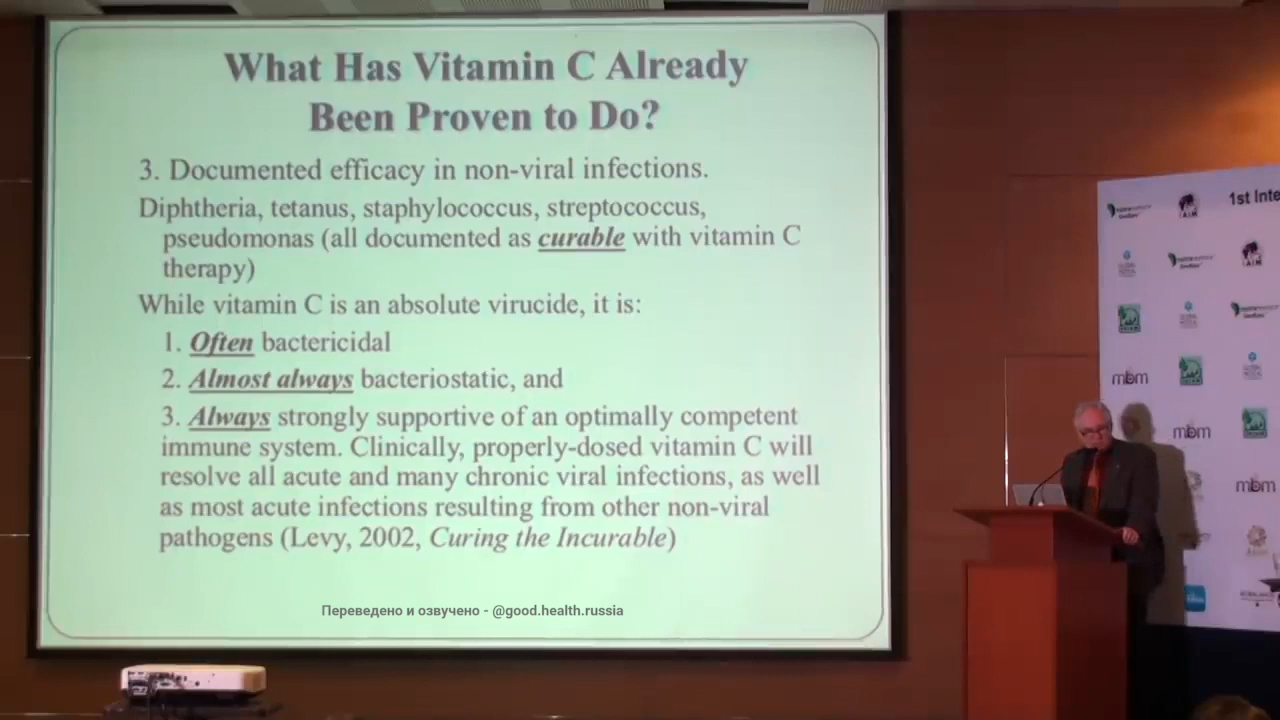 What Has Vitamin C Already
Been Proven to Do?
3. Documented efficacy in non-viral infections.
Diphtheria, tetanus, staphylococcus, streptococcus,
pseudomonas (all documented as curable with vitamin C
therapy)
While vitamin C is an absolute virucide, it is:
1. Often bactericidal
2. Almost always bacteriostatic, and
3. Always strongly supportive of an optimally competent
immune system. Clinically, properly-dosed vitamin C will
resolve all acute and many chronic viral infections, as well
as most acute infections resulting from other non-viral
pathogens (Levy, 2002, Curing the Incurable)
Переведено и озвучено - @good.health.russia
1st Inte
mbm
mbm
mbm